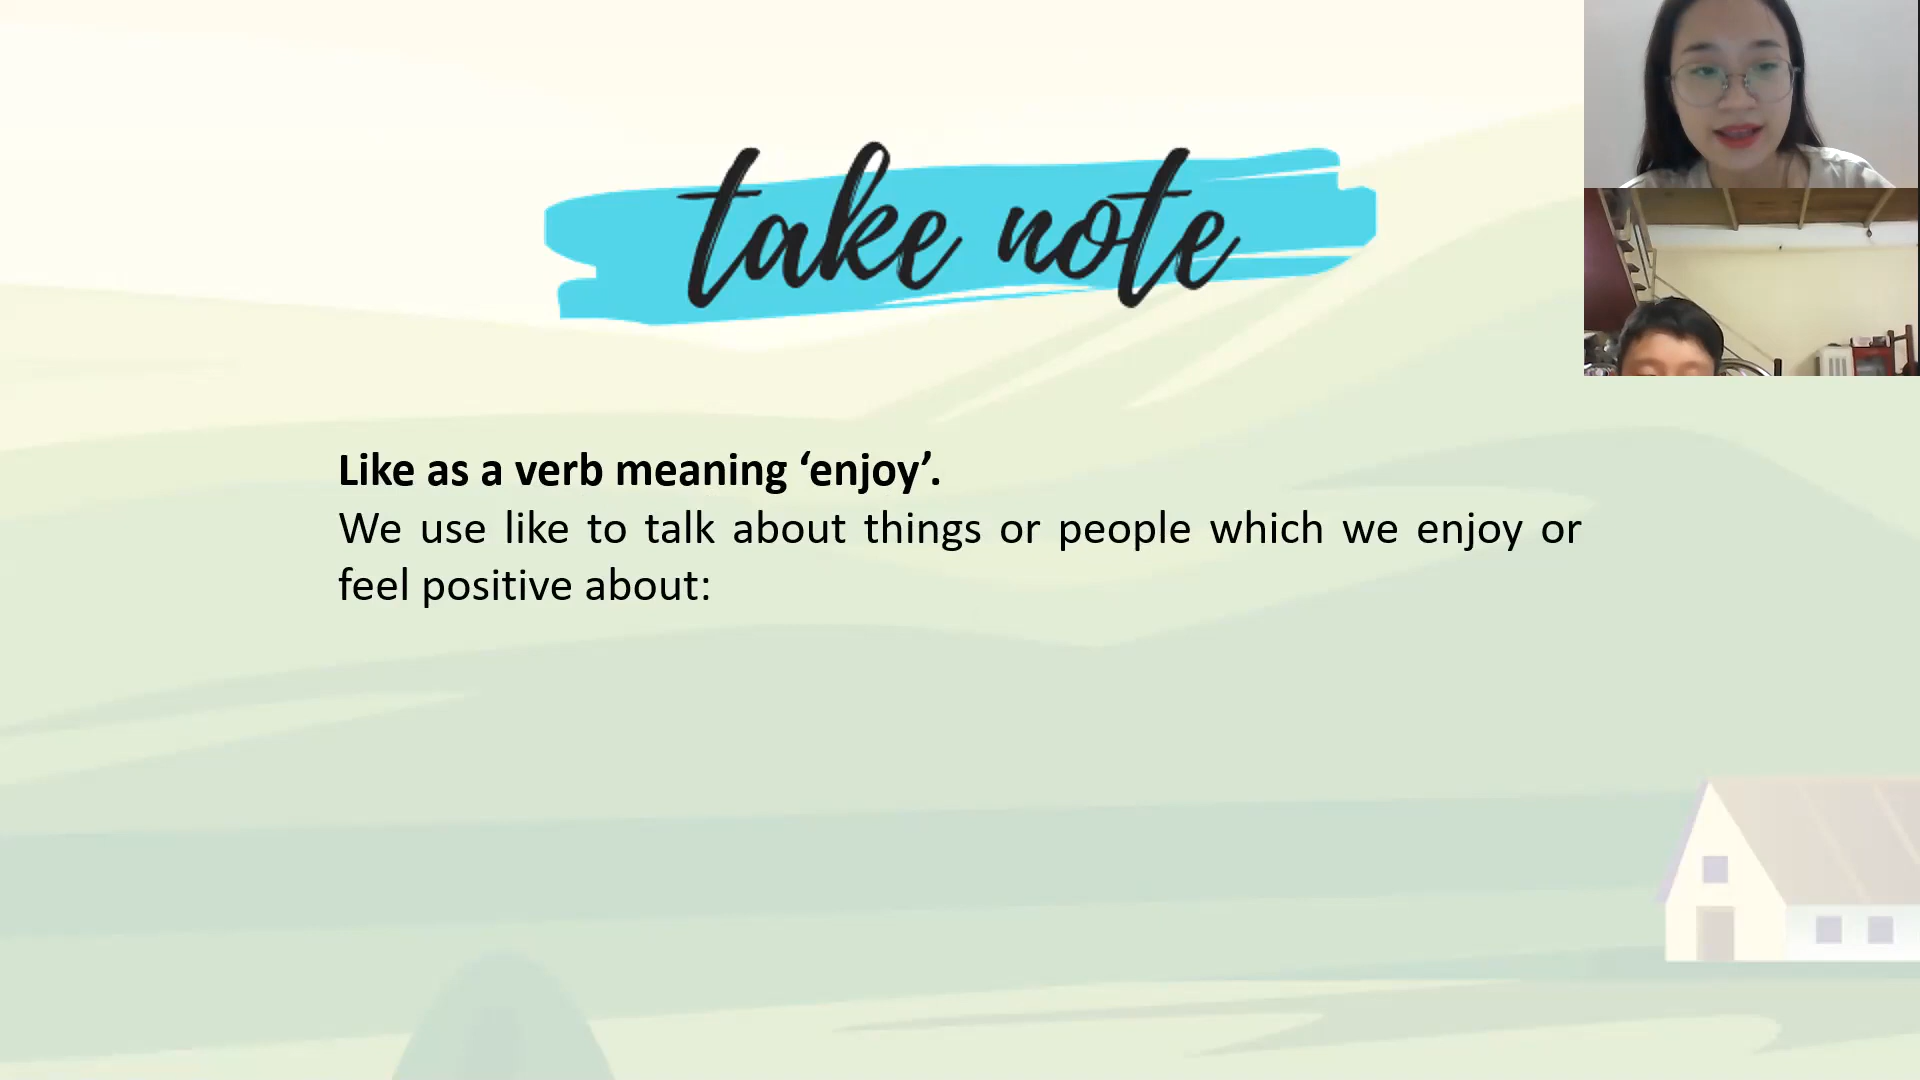 take note
Like as a verb meaning ‘enjoy’.
We use like to talk about things or people which we enjoy or
feel positive about: